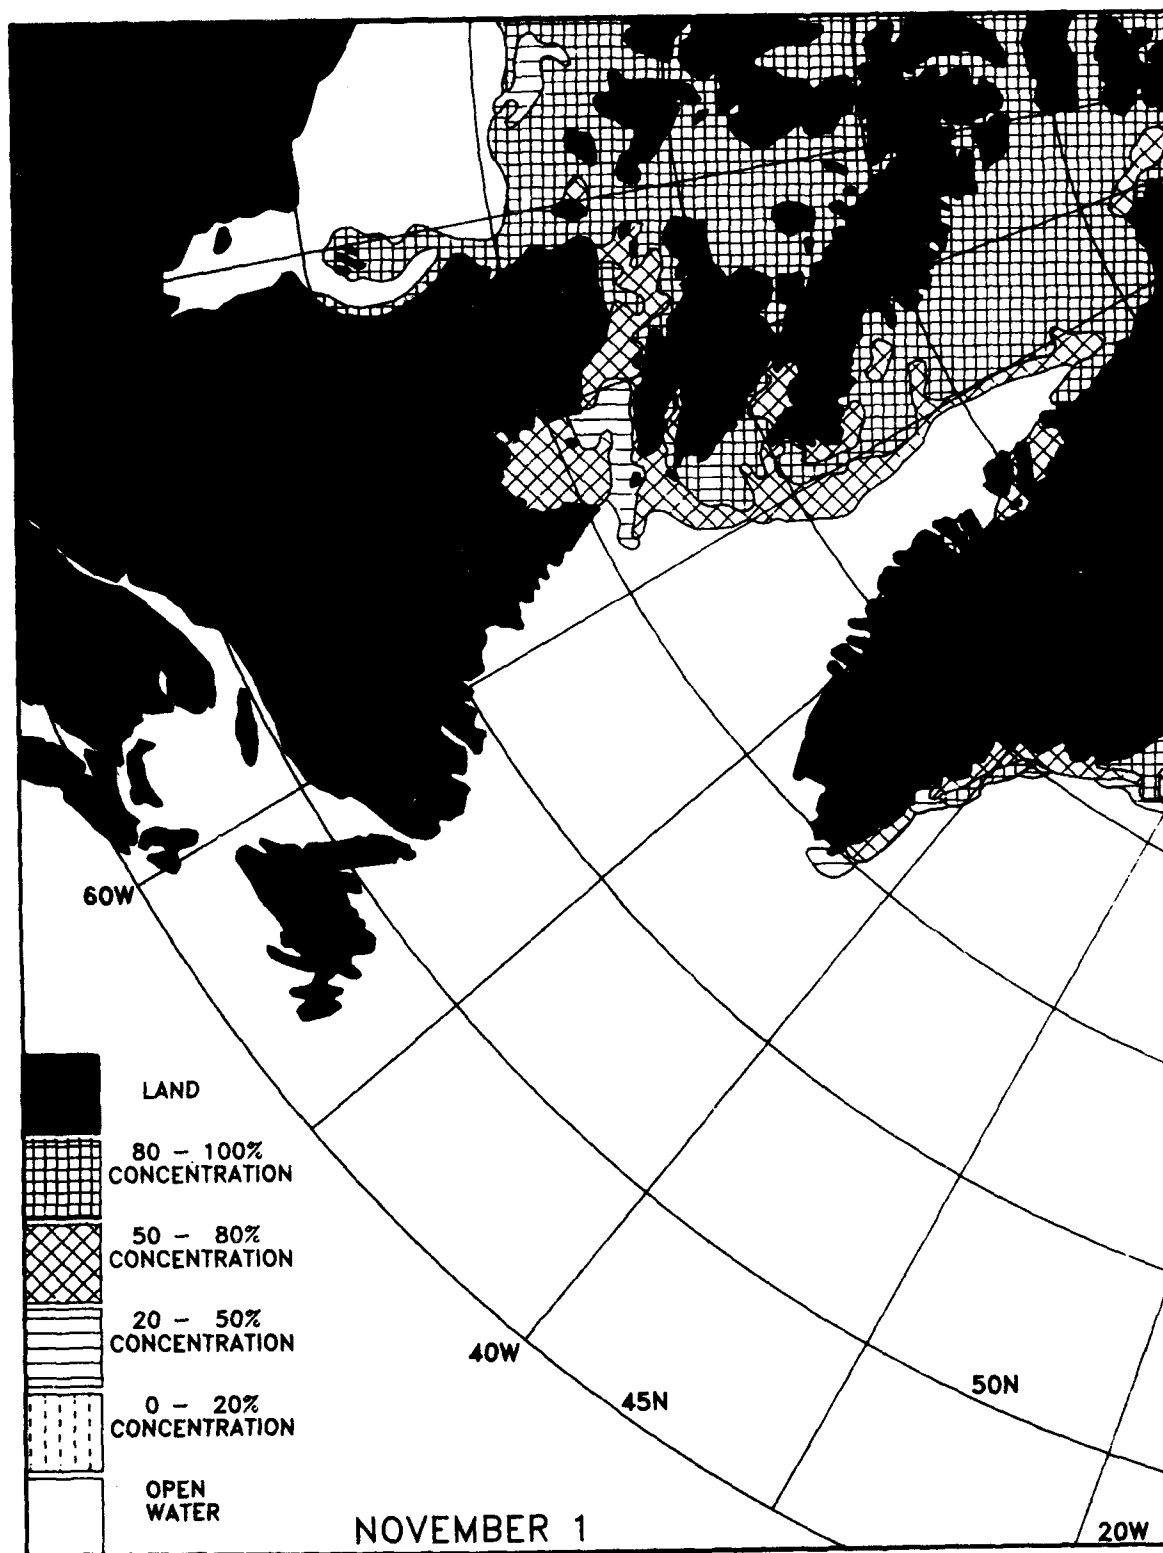 60W
LAND
80 - 100%
CONCENTRATION
50 - 80%
CONCENTRATION
20 - 50%
CONCENTRATION
0 - 20%
CONCENTRATION
OPEN
WATER
40W
45N
50N
20W
NOVEMBER 1